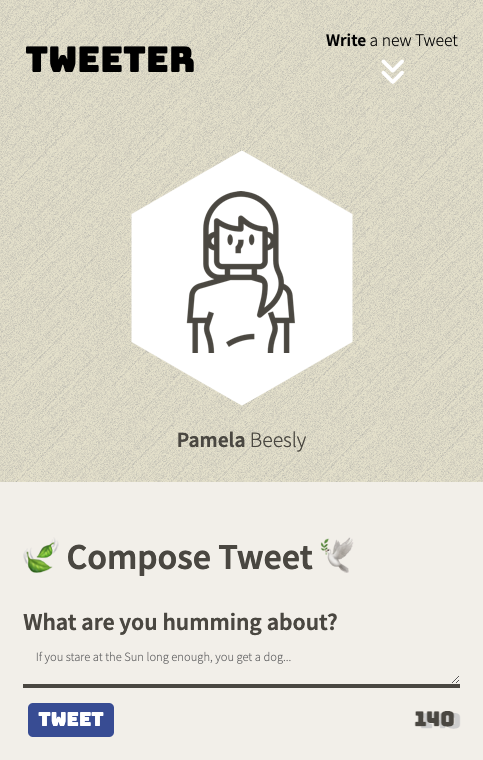 TWEETER
Write a new Tweet
Pamela Beesly
🌿 Compose Tweet 🕊️
What are you humming about?
If you stare at the Sun long enough, you get a dog...
TWEET
140